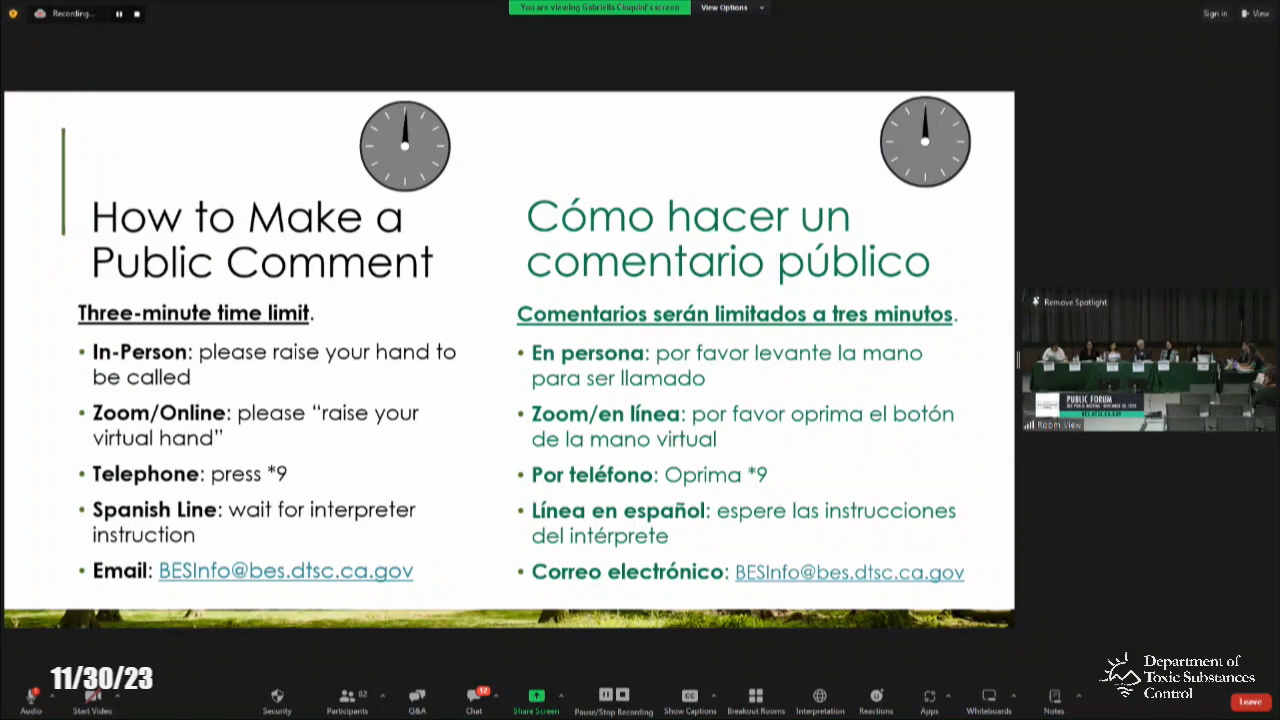 Recording...
You are viewing Gabriella Cinquini's screen
View Options
Sign in
View
How to Make a
Public Comment
Three-minute time limit.
• In-Person: please raise your hand to
be called
• Zoom/Online: please “raise your
virtual hand”
• Telephone: press *9
• Spanish Line: wait for interpreter
instruction
• Email: BESInfo@bes.dtsc.ca.gov
Cómo hacer un
comentario público
Comentarios serán limitados a tres minutos.
• En persona: por favor levante la mano
para ser llamado
• Zoom/en línea: por favor oprima el botón
de la mano virtual
• Por teléfono: Oprima *9
• Línea en español: espere las instrucciones
del intérprete
• Correo electrónico: BESInfo@bes.dtsc.ca.gov
Remove Spotlight
PUBLIC FORUM
BES.DTSC.CA.GOV
Room View
11/30/23
Department of
Toxic Substances
Control
Audio
Start Video
Security
Participants
82
Q&A
Chat
12
Share Screen
Pause/Stop Recording
CC
Show Captions
Breakout Rooms
Interpretation
Reactions
Apps
Whiteboards
Notes
Leave